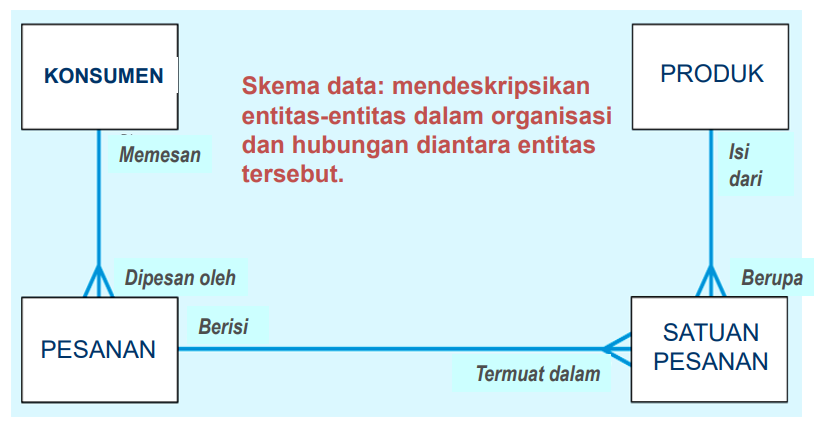 KONSUMEN
PRODUK
Skema data: mendeskripsikan
entitas-entitas dalam organisasi
dan hubungan diantara entitas
tersebut.
Memesan
Isi
dari
Dipesan oleh
Berupa
PESANAN
Berisi
Termuat dalam
SATUAN
PESANAN